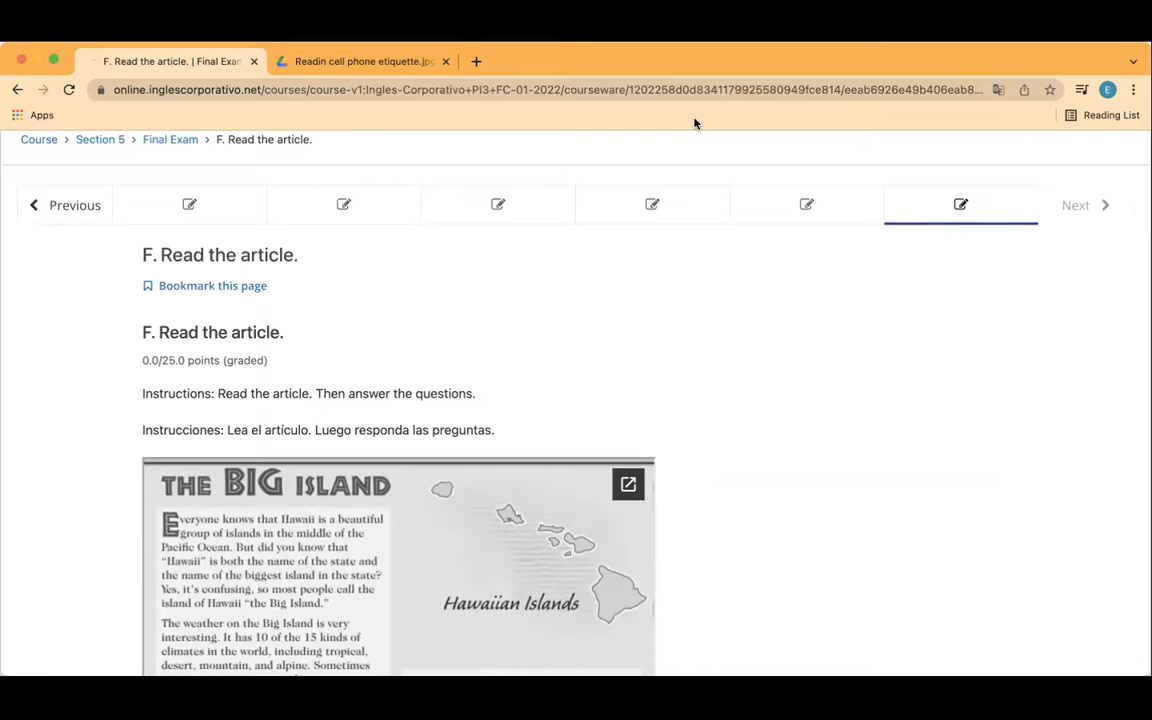 F. Read the article. | Final Exam
Readin cell phone etiquette.jpg
online.inglescorporativo.net/courses/course-v1:Ingles-Corporativo+PI3+FC-01-2022/courseware/1202258d0d8341179925580949fce814/eeab6926e49b406eab8...
E
Apps
Reading List
Course > Section 5 > Final Exam > F. Read the article.
Previous
Next
F. Read the article.
Bookmark this page
F. Read the article.
0.0/25.0 points (graded)
Instructions: Read the article. Then answer the questions.
Instrucciones: Lea el artículo. Luego responda las preguntas.
THE BIG ISLAND
Everyone knows that Hawaii is a beautiful
group of islands in the middle of the
Pacific Ocean. But did you know that
“Hawaii” is both the name of the state and
the name of the biggest island in the state?
Yes, it’s confusing, so most people call the
island of Hawaii “the Big Island.”
The weather on the Big Island is very
interesting. It has 10 of the 15 kinds of
climates in the world, including tropical,
desert, mountain, and alpine. Sometimes
Hawaiian Islands